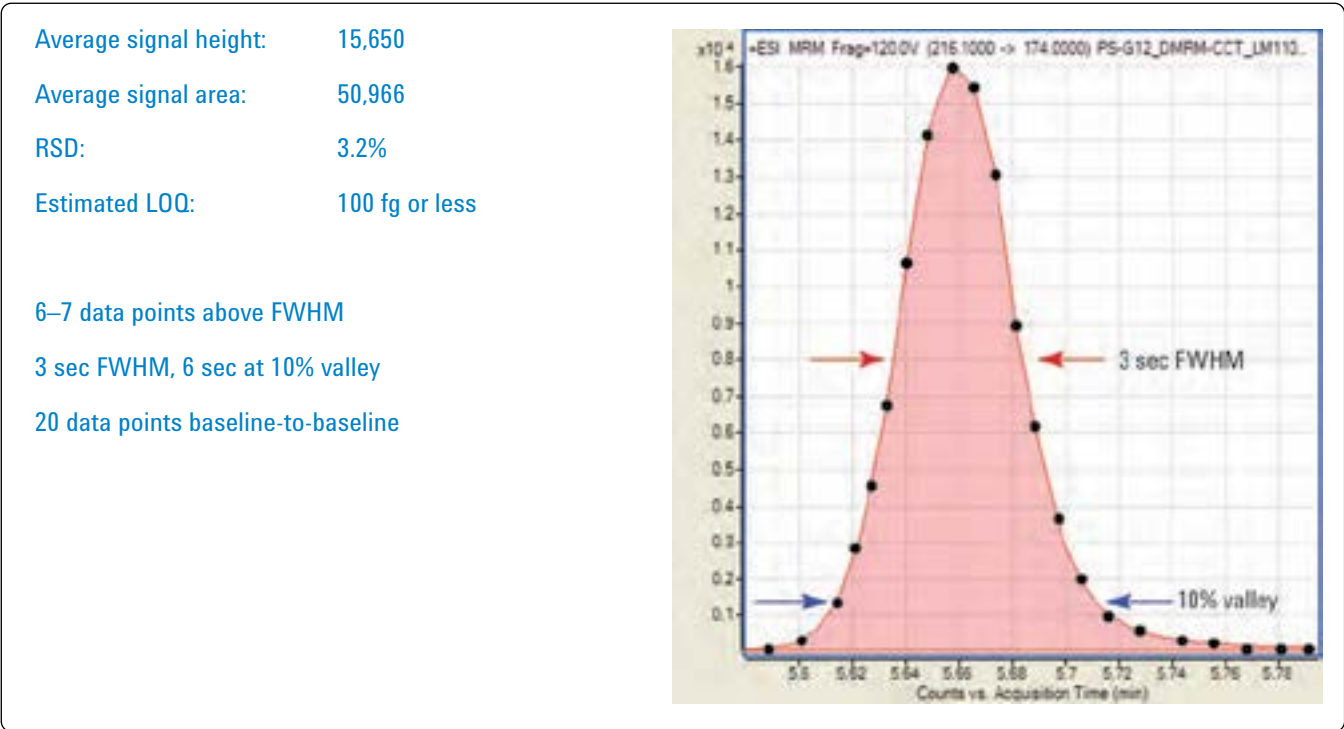 Average signal height: 15,650
Average signal area: 50,966
RSD: 3.2%
Estimated LOQ: 100 fg or less
6–7 data points above FWHM
3 sec FWHM, 6 sec at 10% valley
20 data points baseline-to-baseline
x10 4 +ESI MRM Frag=120.0V (216.1000 -> 174.0000) PS-G12_DMRM-CCT_LM110..
1.6
1.5
1.4
1.3
1.2
1.1
1
0.9
0.8
3 sec FWHM
0.7
0.6
0.5
0.4
0.3
0.2
10% valley
0.1
5.6 5.62 5.64 5.66 5.68 5.7 5.72 5.74 5.76 5.78
Counts vs. Acquisition Time (min)